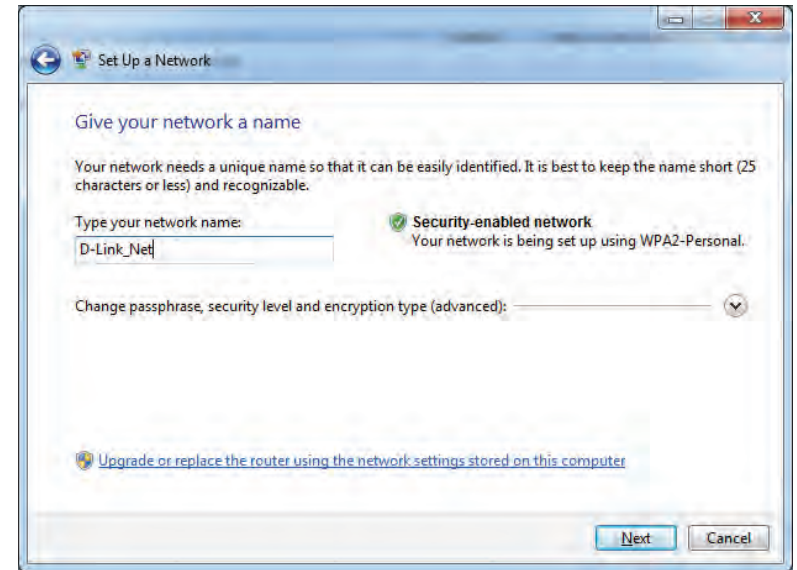 Set Up a Network
Give your network a name
Your network needs a unique name so that it can be easily identified. It is best to keep the name short (25
characters or less) and recognizable.
Type your network name:
D-Link_Net
Security-enabled network
Your network is being set up using WPA2-Personal.
Change passphrase, security level and encryption type (advanced):
Upgrade or replace the router using the network settings stored on this computer
Next
Cancel